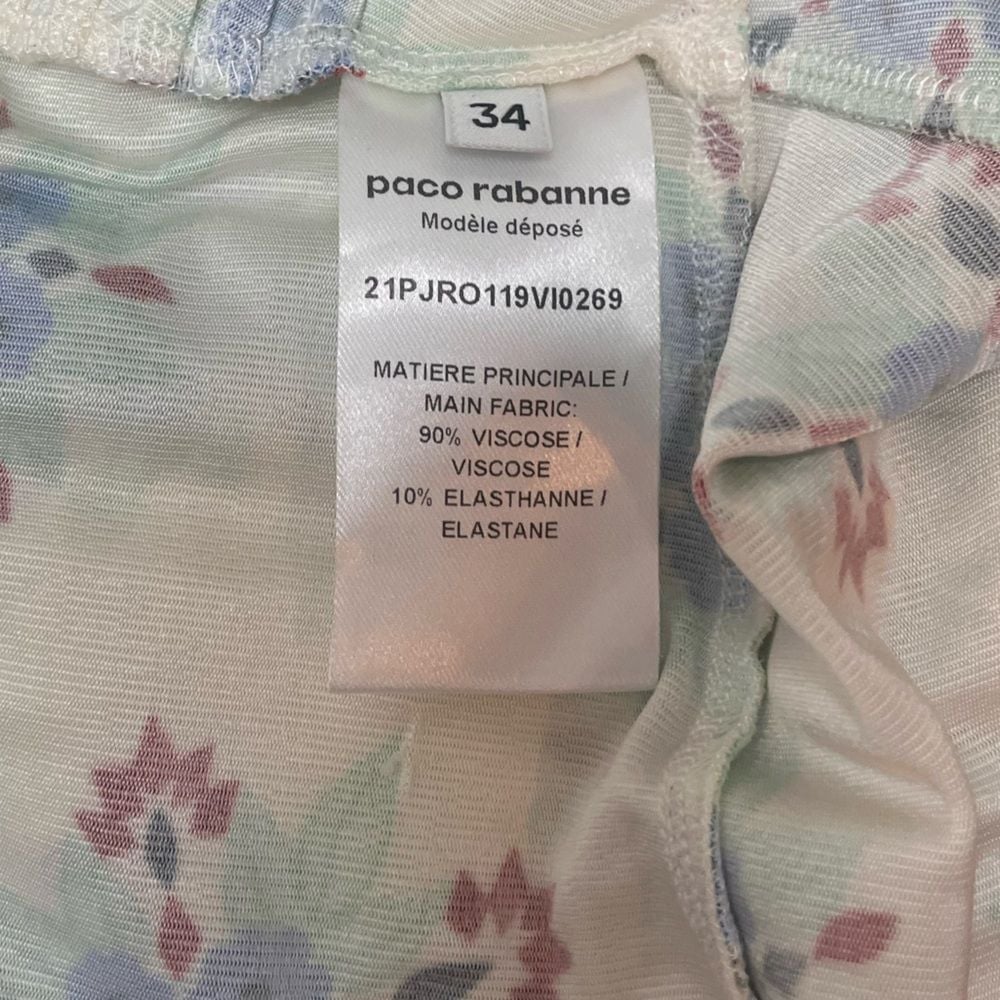 34
paco rabanne
Modèle déposé
21PJRO119VI0269
MATIERE PRINCIPALE /
MAIN FABRIC:
90% VISCOSE /
VISCOSE
10% ELASTHANNE /
ELASTANE